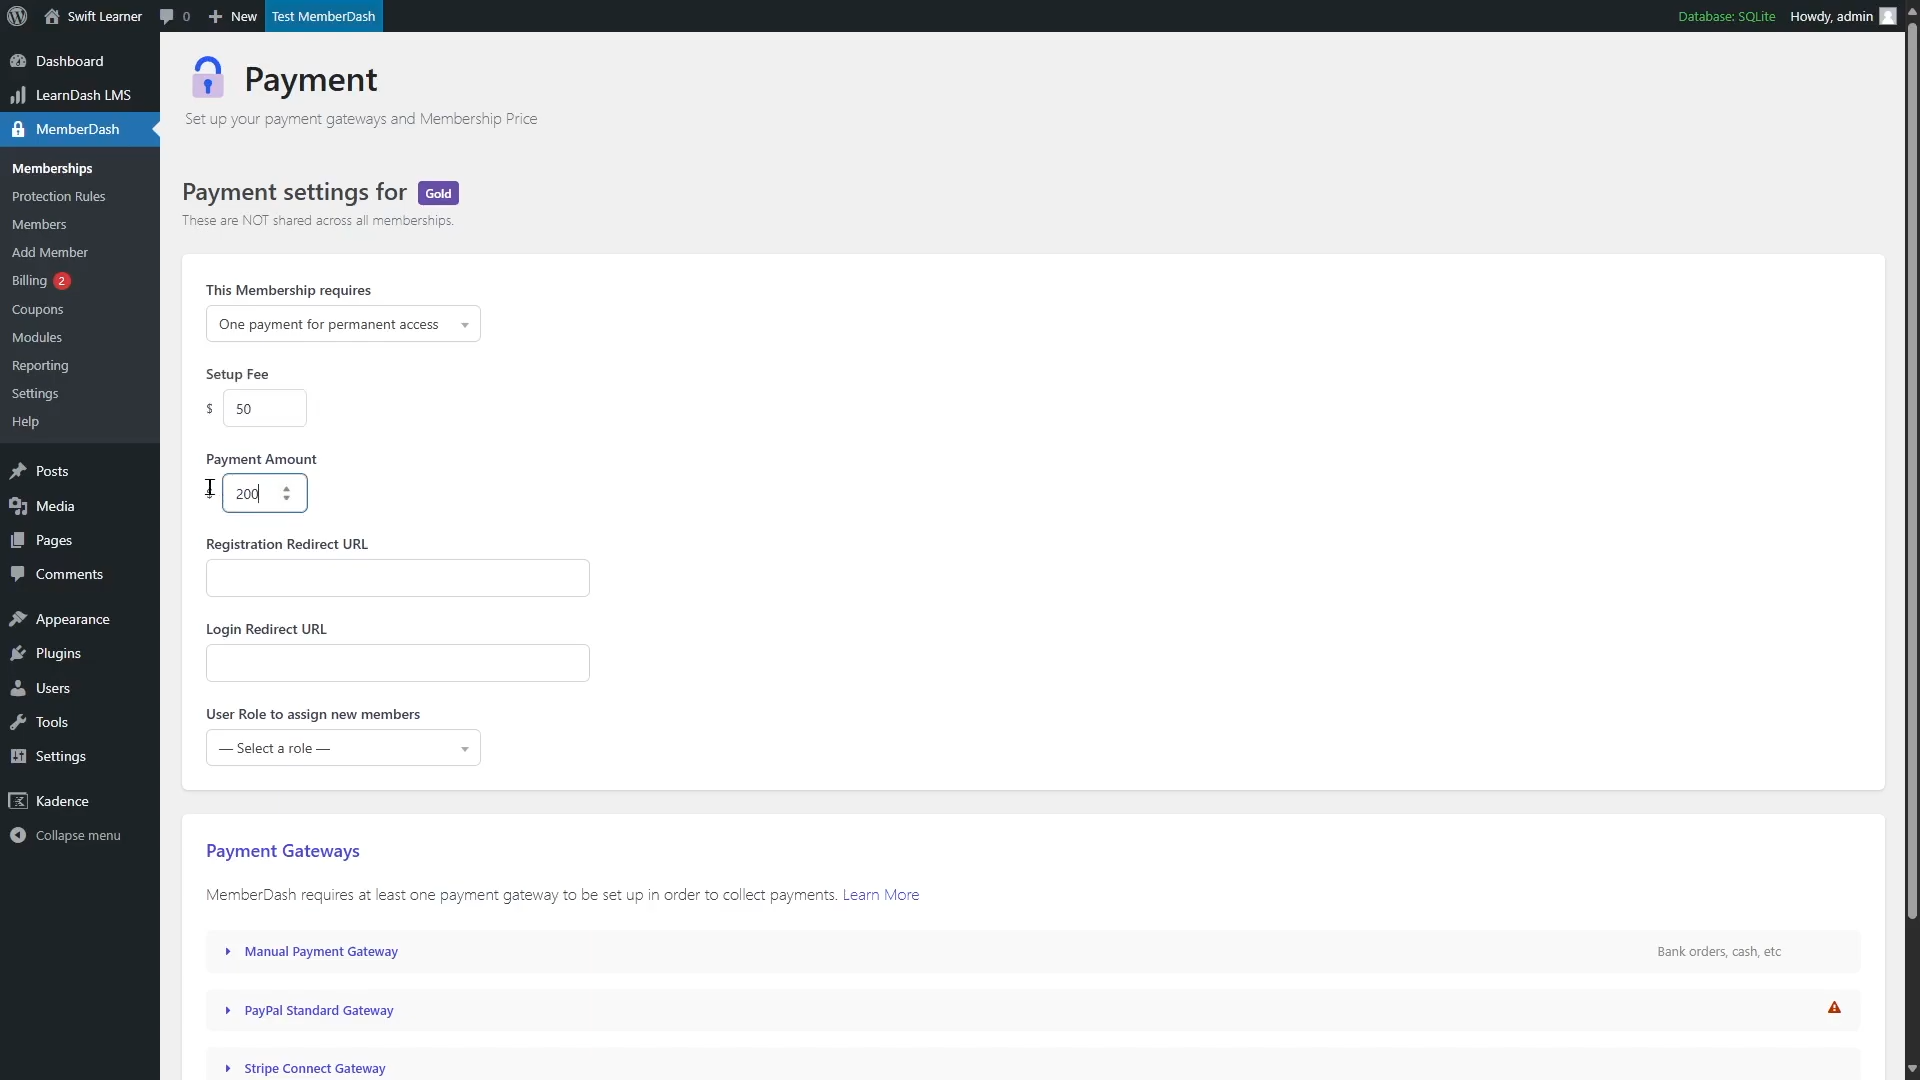 Swift Learner
0
New
Test MemberDash
Database: SQLite
Howdy, admin
Dashboard
LearnDash LMS
MemberDash
Memberships
Protection Rules
Members
Add Member
Billing 2
Coupons
Modules
Reporting
Settings
Help
Posts
Media
Pages
Comments
Appearance
Plugins
Users
Tools
Settings
Kadence
Collapse menu
Payment
Set up your payment gateways and Membership Price
Payment settings for Gold
These are NOT shared across all memberships.
This Membership requires
One payment for permanent access
Setup Fee
$ 50
Payment Amount
$ 200
Registration Redirect URL
Login Redirect URL
User Role to assign new members
— Select a role —
Payment Gateways
MemberDash requires at least one payment gateway to be set up in order to collect payments. Learn More
Manual Payment Gateway
Bank orders, cash, etc
PayPal Standard Gateway
Stripe Connect Gateway